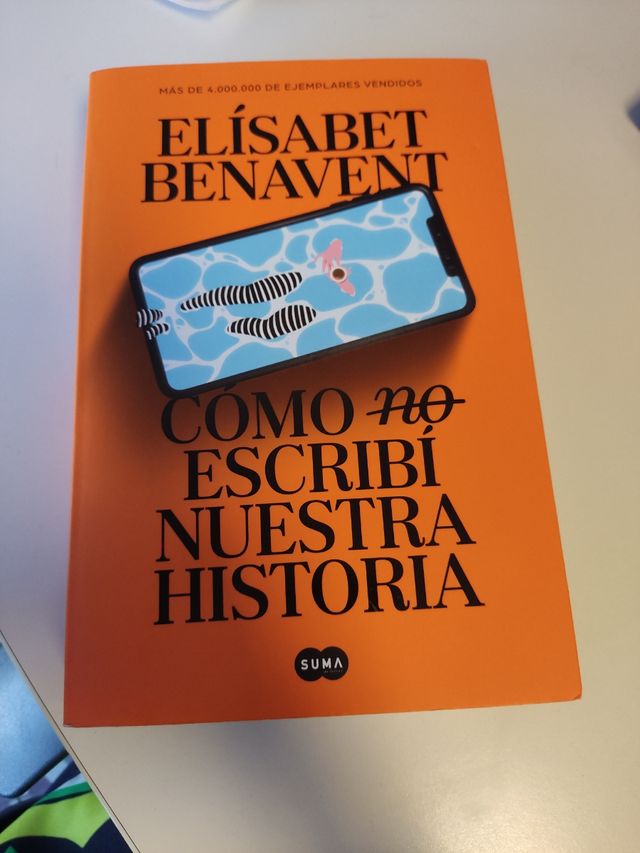 MÁS DE 4.000.000 DE EJEMPLARES VENDIDOS
ELÍSABET
BENAVENT
CÓMO no
ESCRIBÍ
NUESTRA
HISTORIA
SUMA